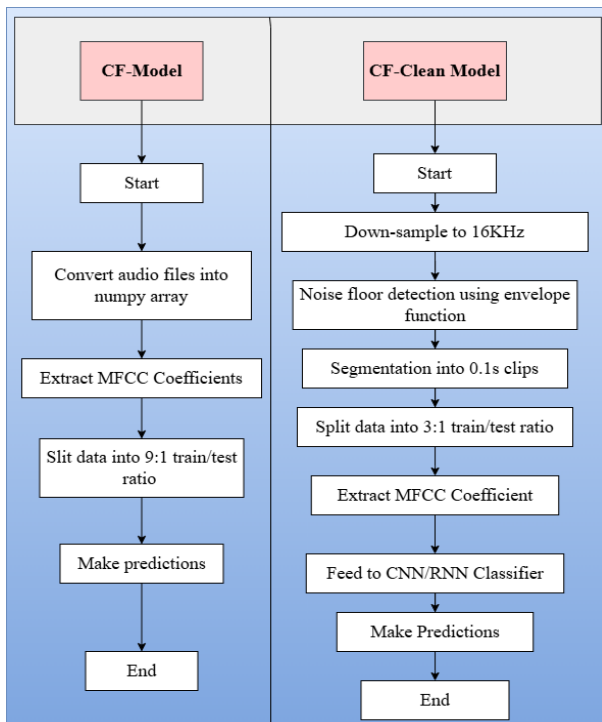 CF-Model
Start
Convert audio files into
numpy array
Extract MFCC Coefficients
Slit data into 9:1 train/test
ratio
Make predictions
End
CF-Clean Model
Start
Down-sample to 16KHz
Noise floor detection using envelope
function
Segmentation into 0.1s clips
Split data into 3:1 train/test ratio
Extract MFCC Coefficient
Feed to CNN/RNN Classifier
Make Predictions
End